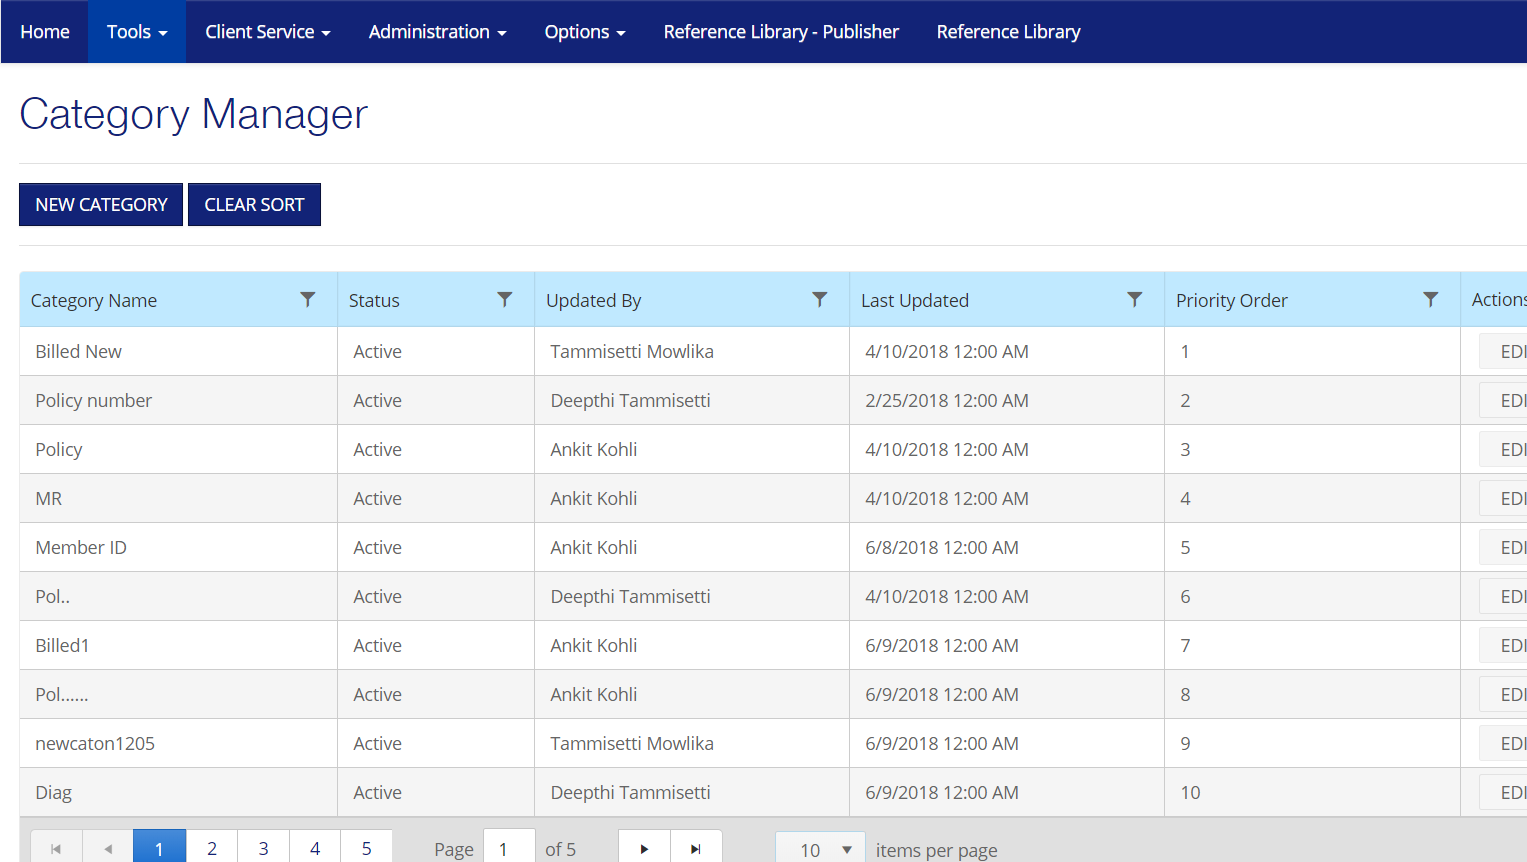 Home Tools Client Service Administration Options Reference Library - Publisher Reference Library
Category Manager
NEW CATEGORY CLEAR SORT
Category Name Status Updated By Last Updated Priority Order Actions
Billed New Active Tammisetti Mowlika 4/10/2018 12:00 AM 1 EDI
Policy number Active Deepthi Tammisetti 2/25/2018 12:00 AM 2 EDI
Policy Active Ankit Kohli 4/10/2018 12:00 AM 3 EDI
MR Active Ankit Kohli 4/10/2018 12:00 AM 4 EDI
Member ID Active Ankit Kohli 6/8/2018 12:00 AM 5 EDI
Pol.. Active Deepthi Tammisetti 4/10/2018 12:00 AM 6 EDI
Billed1 Active Ankit Kohli 6/9/2018 12:00 AM 7 EDI
Pol...... Active Ankit Kohli 6/9/2018 12:00 AM 8 EDI
newcaton1205 Active Tammisetti Mowlika 6/9/2018 12:00 AM 9 EDI
Diag Active Deepthi Tammisetti 6/9/2018 12:00 AM 10 EDI
1 2 3 4 5 Page 1 of 5 10 items per page